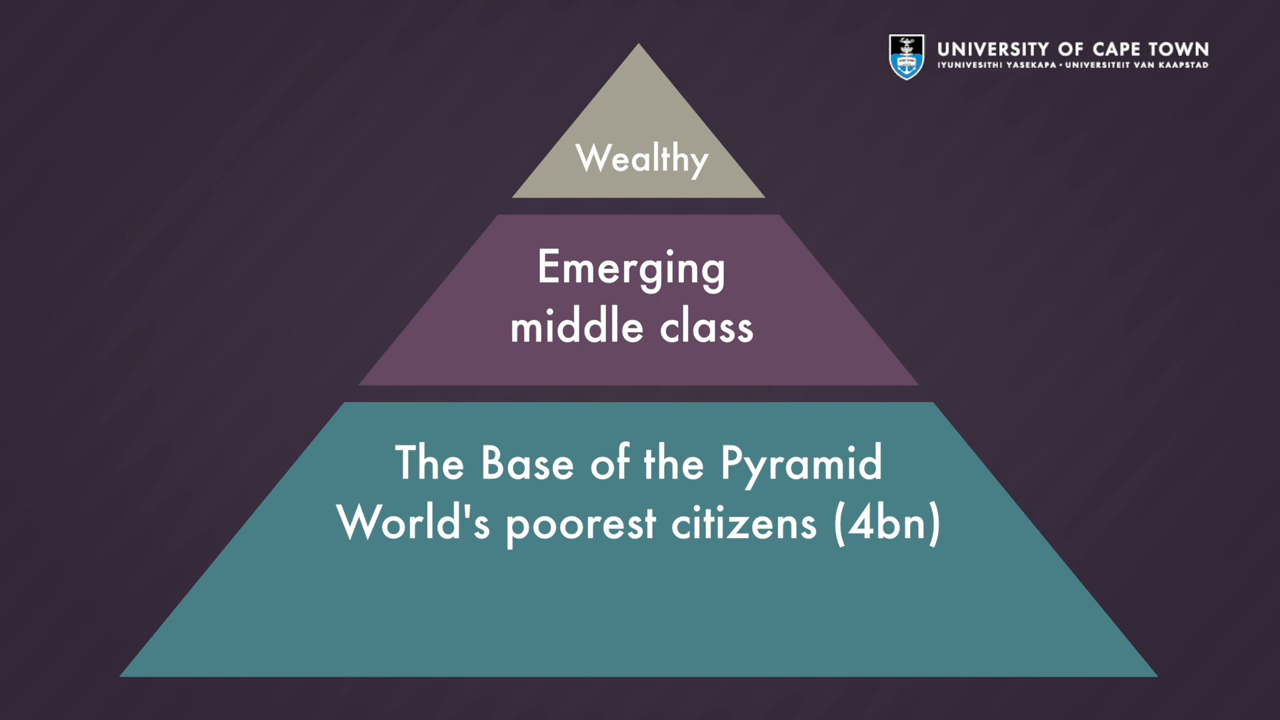 UNIVERSITY OF CAPE TOWN
IYUNIVESITHI YASEKAPA • UNIVERSITEIT VAN KAAPSTAD
Wealthy
Emerging
middle class
The Base of the Pyramid
World's poorest citizens (4bn)